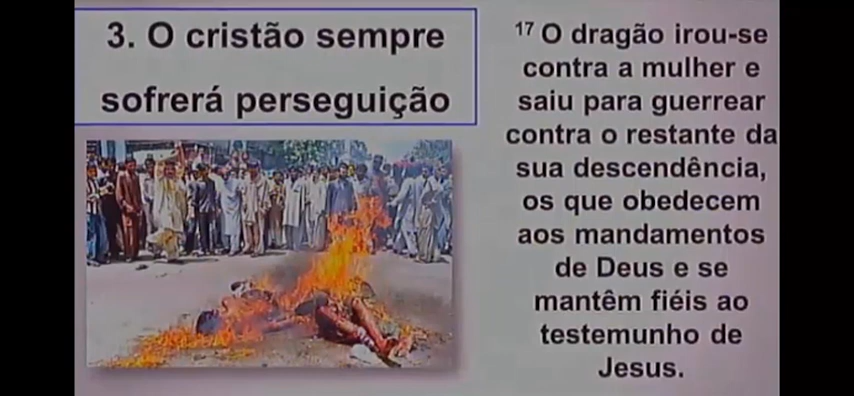 3. O cristão sempre
sofrerá perseguição
17 O dragão irou-se
contra a mulher e
saiu para guerrear
contra o restante da
sua descendência,
os que obedecem
aos mandamentos
de Deus e se
mantêm fiéis ao
testemunho de
Jesus.